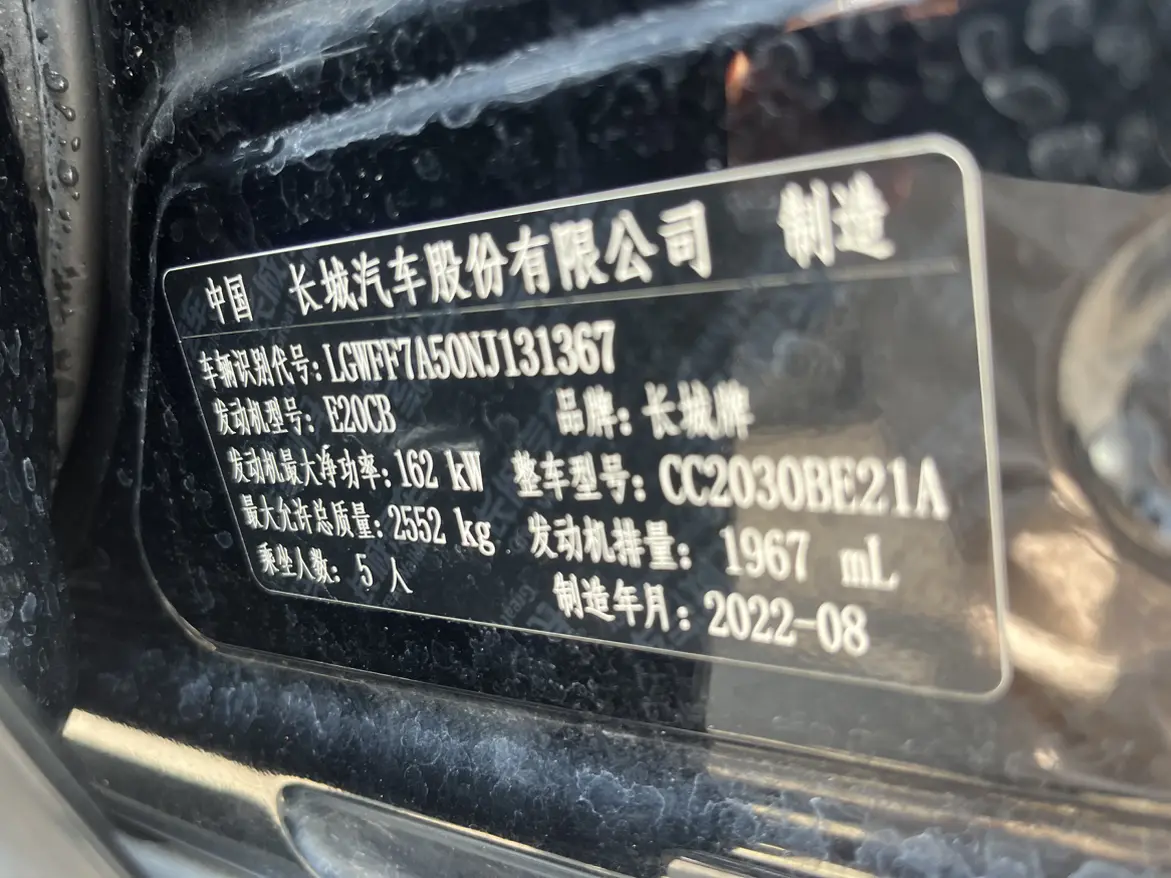 中国 长城汽车股份有限公司 制造
车辆识别代号：LGWFF7A50NJ131367
发动机型号：E20CB 品牌：长城牌
发动机最大净功率：162 kW 整车型号：CC2030BE21A
最大允许总质量：2552 kg 发动机排量：1967 mL
乘坐人数：5 人 制造年月：2022-08